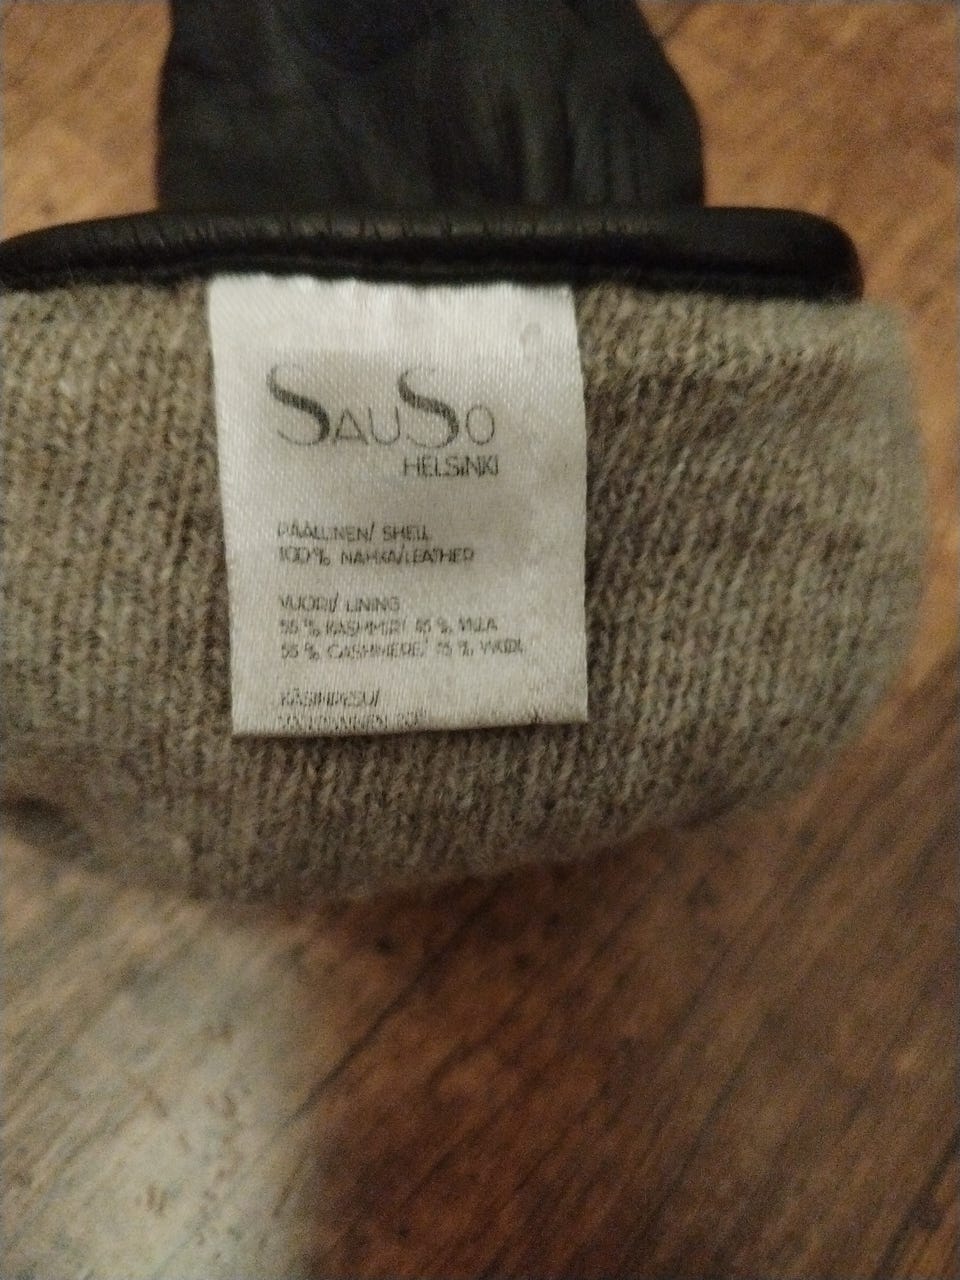 SAUSO
HELSINKI
PÄÄLLINEN/ SHELL
100% NAHKA/LEATHER
VUORI/ LINING
55 % KASHMIR/ 45 % VILLA
55 % CASHMERE/ 45 % WOOL
KÄSINPESU/